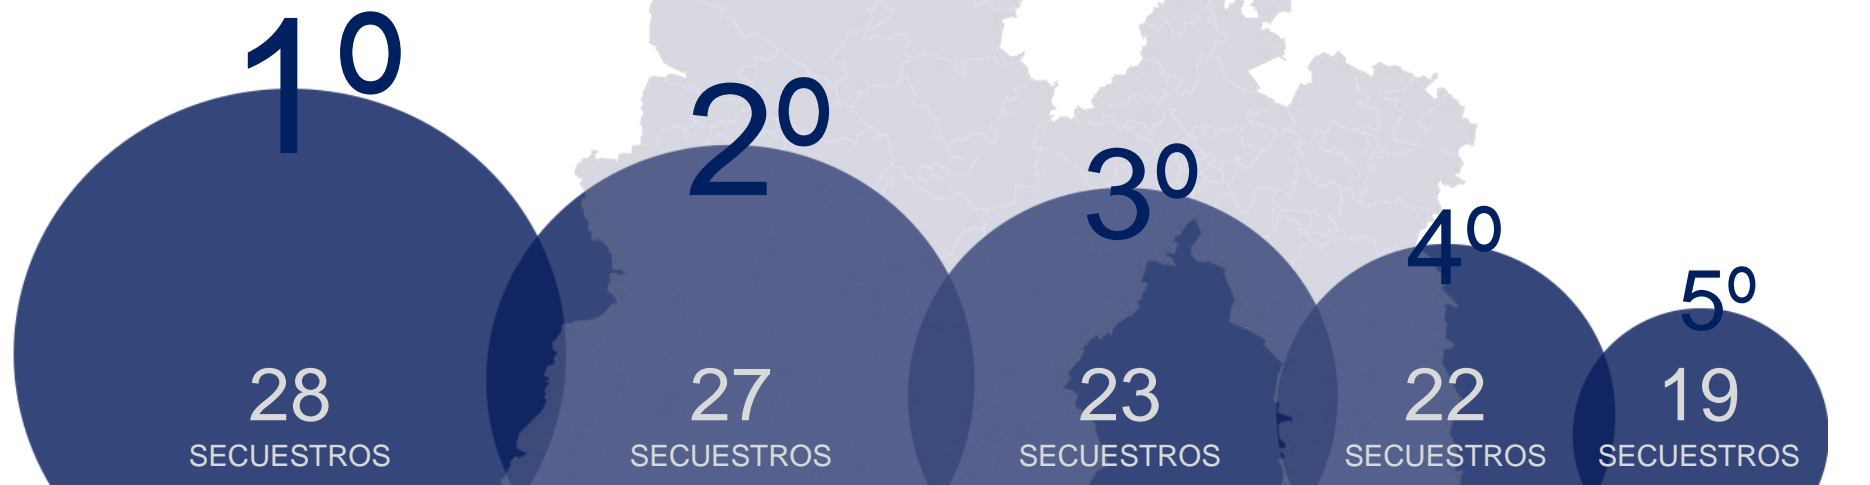 1º
28
SECUESTROS
2º
27
SECUESTROS
3º
23
SECUESTROS
4º
22
SECUESTROS
5º
19
SECUESTROS